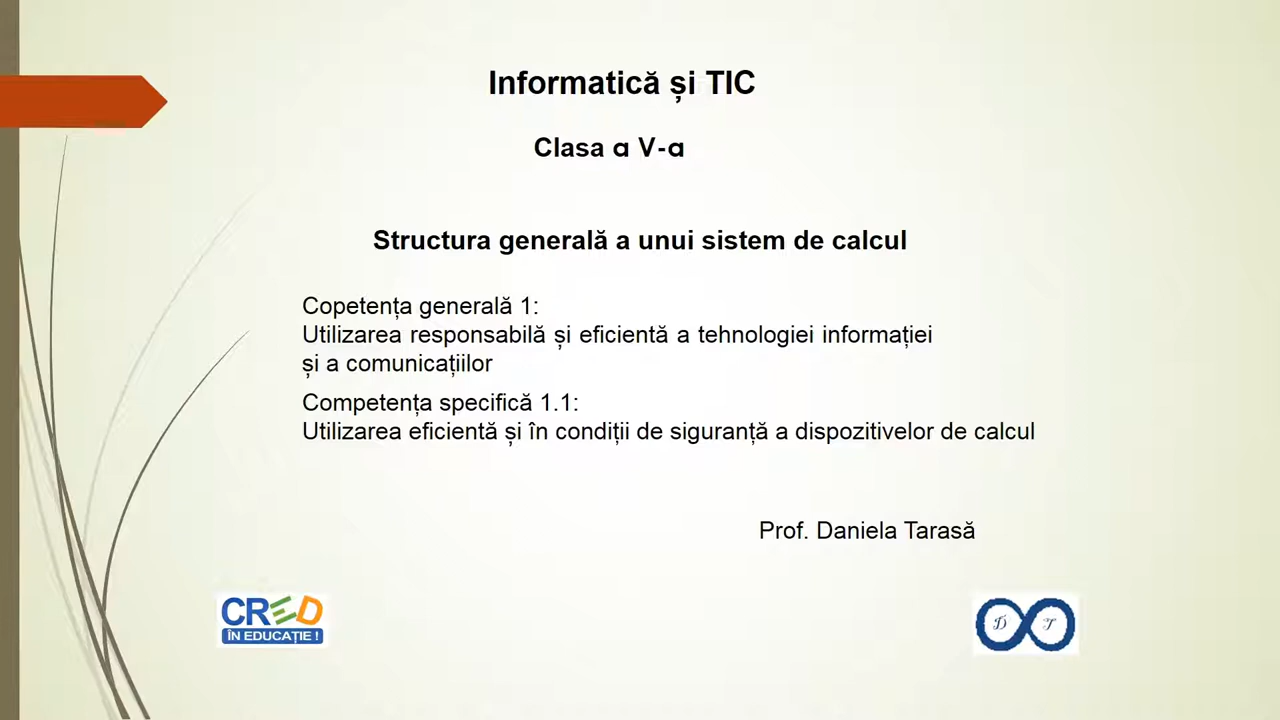 Informatică și TIC
Clasa a V-a
Structura generală a unui sistem de calcul
Copetența generală 1:
Utilizarea responsabilă și eficientă a tehnologiei informației
și a comunicațiilor
Competența specifică 1.1:
Utilizarea eficientă și în condiții de siguranță a dispozitivelor de calcul
Prof. Daniela Tarasă
CRED
ÎN EDUCAȚIE !
D T